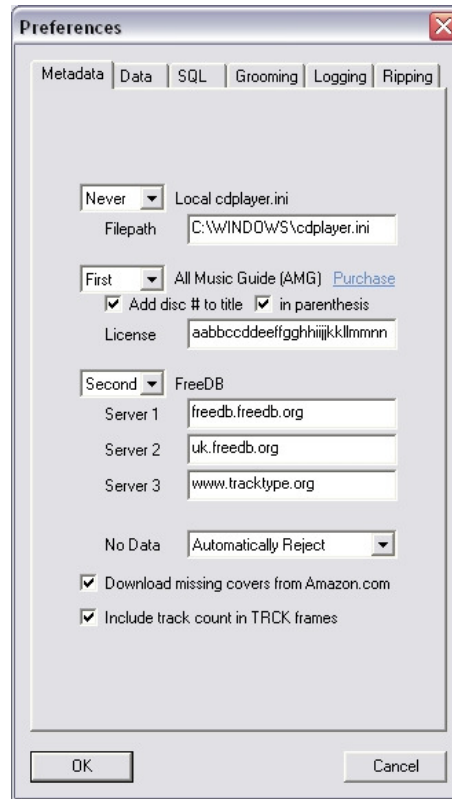 Preferences
Metadata Data SQL Grooming Logging Ripping
Never Local cdplayer.ini
Filepath C:\WINDOWS\cdplayer.ini
First All Music Guide (AMG) Purchase
Add disc # to title in parenthesis
License aabbccddeeffgghhiijjkkllmmnn
Second FreeDB
Server 1 freedb.freedb.org
Server 2 uk.freedb.org
Server 3 www.tracktype.org
No Data Automatically Reject
Download missing covers from Amazon.com
Include track count in TRCK frames
OK Cancel